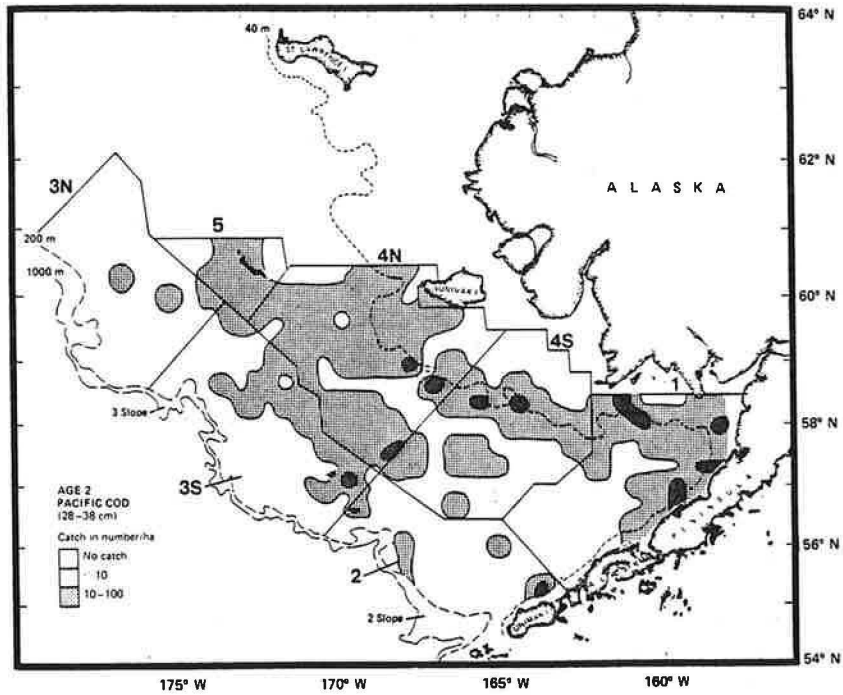 64° N
40 m
ST LAWRENCE I
62° N
3N
ALASKA
5
200 m
4N
1000 m
NUNIVAK I
60° N
4S
1
3 Slope
58° N
3S
AGE 2
PACIFIC COD
(28–38 cm)
Catch in number/ha
No catch
10
10–100
2
56° N
2 Slope
UNIMAK I
54° N
175° W
170° W
165° W
160° W